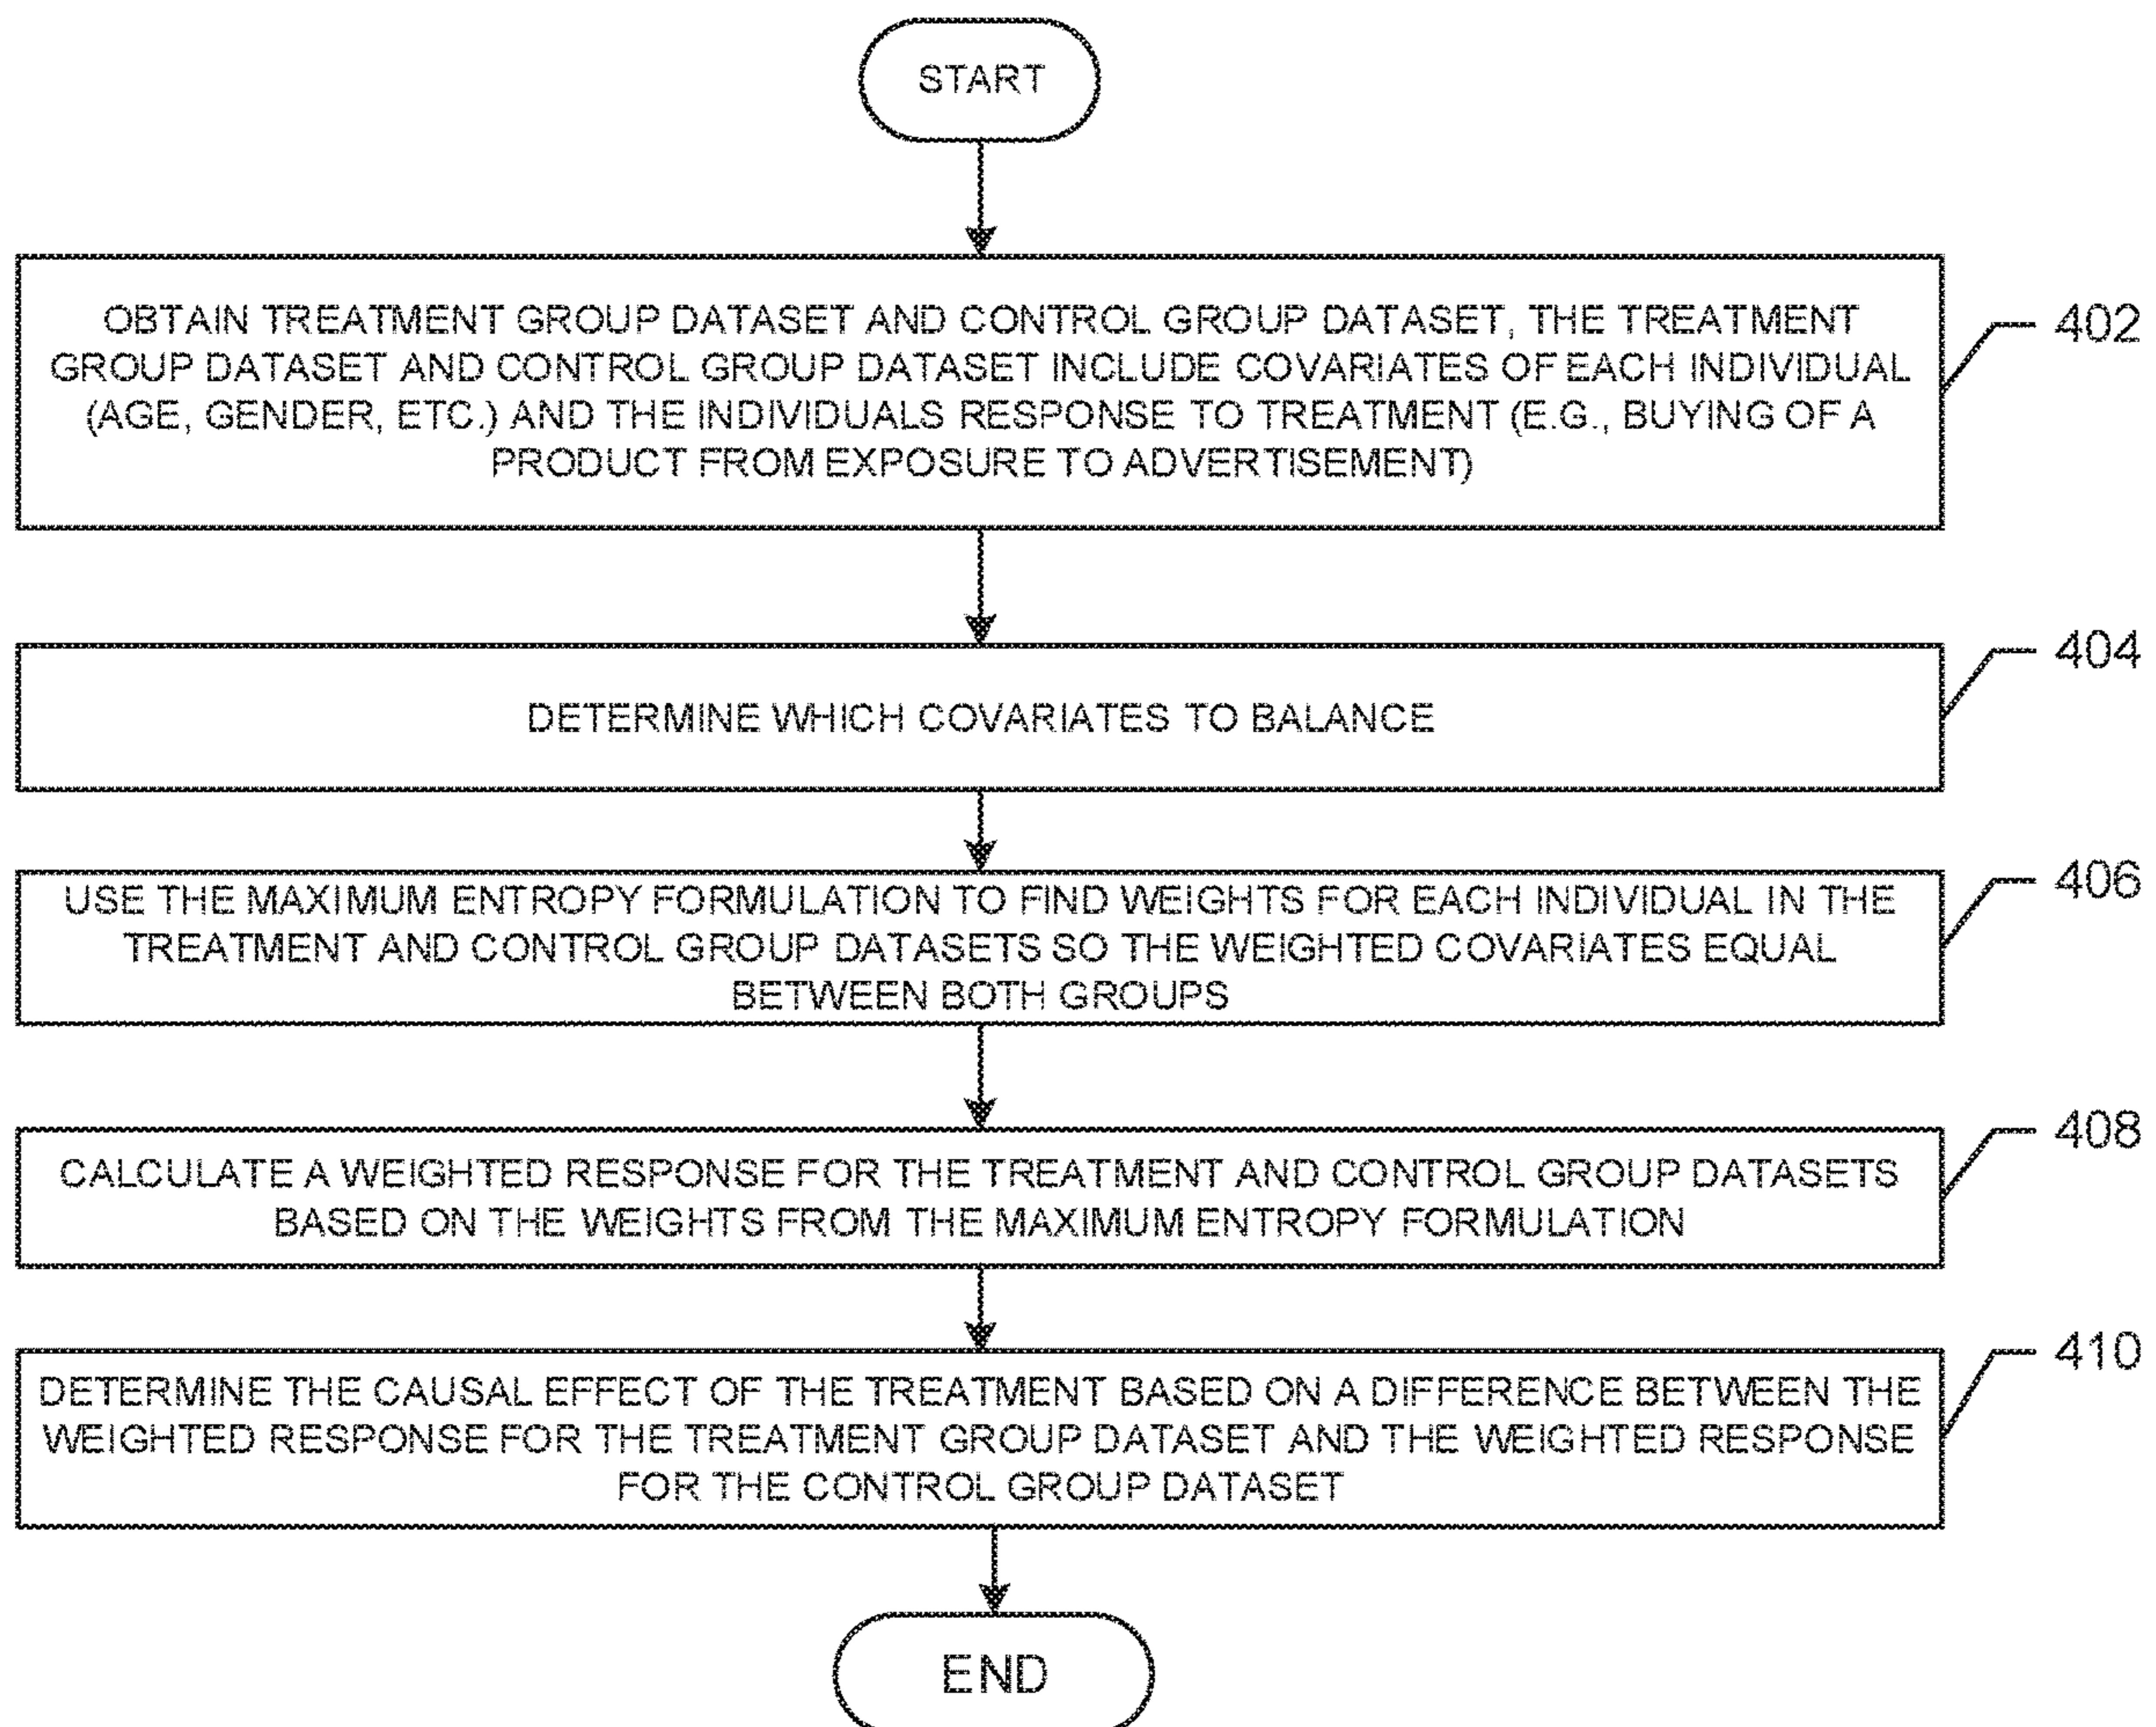 START
OBTAIN TREATMENT GROUP DATASET AND CONTROL GROUP DATASET, THE TREATMENT
GROUP DATASET AND CONTROL GROUP DATASET INCLUDE COVARIATES OF EACH INDIVIDUAL
(AGE, GENDER, ETC.) AND THE INDIVIDUALS RESPONSE TO TREATMENT (E.G., BUYING OF A
PRODUCT FROM EXPOSURE TO ADVERTISEMENT)
402
DETERMINE WHICH COVARIATES TO BALANCE
404
USE THE MAXIMUM ENTROPY FORMULATION TO FIND WEIGHTS FOR EACH INDIVIDUAL IN THE
TREATMENT AND CONTROL GROUP DATASETS SO THE WEIGHTED COVARIATES EQUAL
BETWEEN BOTH GROUPS
406
CALCULATE A WEIGHTED RESPONSE FOR THE TREATMENT AND CONTROL GROUP DATASETS
BASED ON THE WEIGHTS FROM THE MAXIMUM ENTROPY FORMULATION
408
DETERMINE THE CAUSAL EFFECT OF THE TREATMENT BASED ON A DIFFERENCE BETWEEN THE
WEIGHTED RESPONSE FOR THE TREATMENT GROUP DATASET AND THE WEIGHTED RESPONSE
FOR THE CONTROL GROUP DATASET
410
END